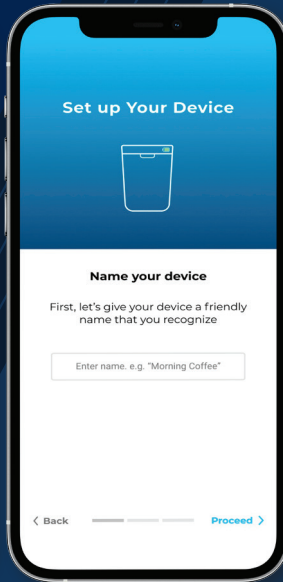 Set up Your Device
Name your device
First, let's give your device a friendly
name that you recognize
Enter name. e.g. "Morning Coffee"
< Back
Proceed >